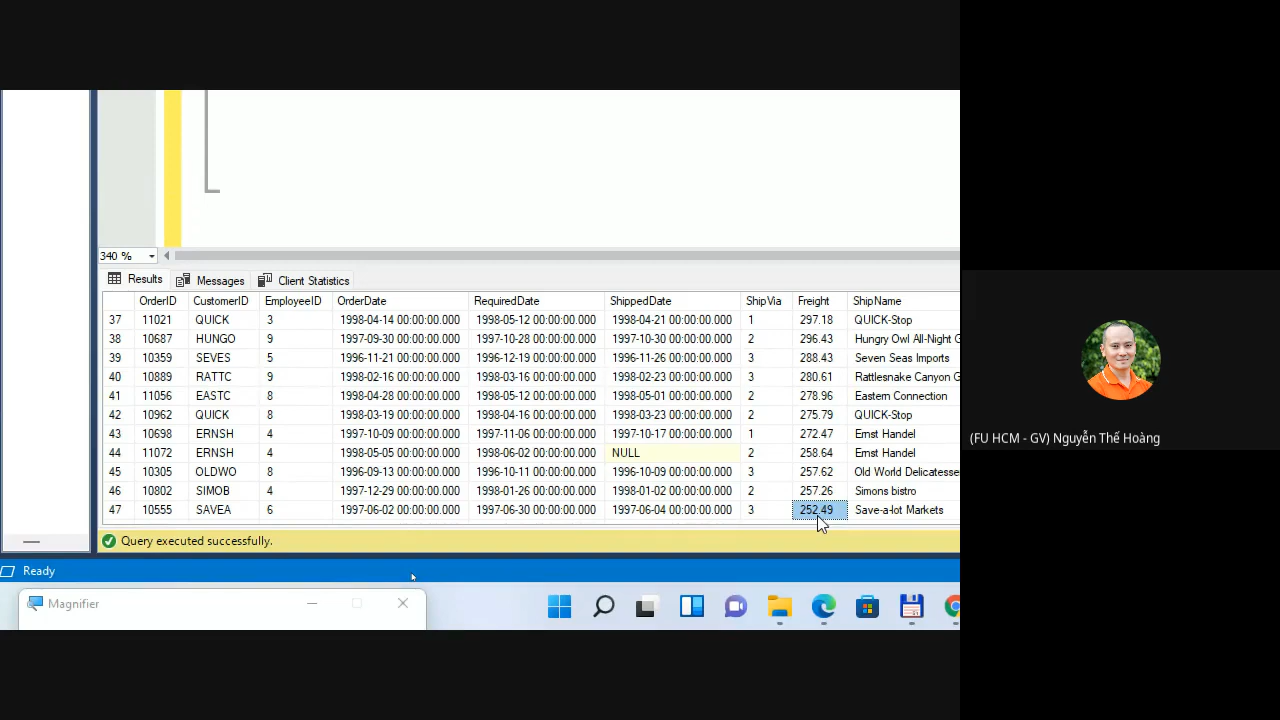 340 %
Results Messages Client Statistics
OrderID CustomerID EmployeeID OrderDate RequiredDate ShippedDate ShipVia Freight ShipName
37 11021 QUICK 3 1998-04-14 00:00:00.000 1998-05-12 00:00:00.000 1998-04-21 00:00:00.000 1 297.18 QUICK-Stop
38 10687 HUNGO 9 1997-09-30 00:00:00.000 1997-10-28 00:00:00.000 1997-10-30 00:00:00.000 2 296.43 Hungry Owl All-Night G
39 10359 SEVES 5 1996-11-21 00:00:00.000 1996-12-19 00:00:00.000 1996-11-26 00:00:00.000 3 288.43 Seven Seas Imports
40 10889 RATTC 9 1998-02-16 00:00:00.000 1998-03-16 00:00:00.000 1998-02-23 00:00:00.000 3 280.61 Rattlesnake Canyon G
41 11056 EASTC 8 1998-04-28 00:00:00.000 1998-05-12 00:00:00.000 1998-05-01 00:00:00.000 2 278.96 Eastern Connection
42 10962 QUICK 8 1998-03-19 00:00:00.000 1998-04-16 00:00:00.000 1998-03-23 00:00:00.000 2 275.79 QUICK-Stop
43 10698 ERNSH 4 1997-10-09 00:00:00.000 1997-11-06 00:00:00.000 1997-10-17 00:00:00.000 1 272.47 Ernst Handel
44 11072 ERNSH 4 1998-05-05 00:00:00.000 1998-06-02 00:00:00.000 NULL 2 258.64 Ernst Handel
45 10305 OLDWO 8 1996-09-13 00:00:00.000 1996-10-11 00:00:00.000 1996-10-09 00:00:00.000 3 257.62 Old World Delicatesse
46 10802 SIMOB 4 1997-12-29 00:00:00.000 1998-01-26 00:00:00.000 1998-01-02 00:00:00.000 2 257.26 Simons bistro
47 10555 SAVEA 6 1997-06-02 00:00:00.000 1997-06-30 00:00:00.000 1997-06-04 00:00:00.000 3 252.49 Save-a-lot Markets
Query executed successfully.
Ready
Magnifier
(FU HCM - GV) Nguyễn Thế Hoàng